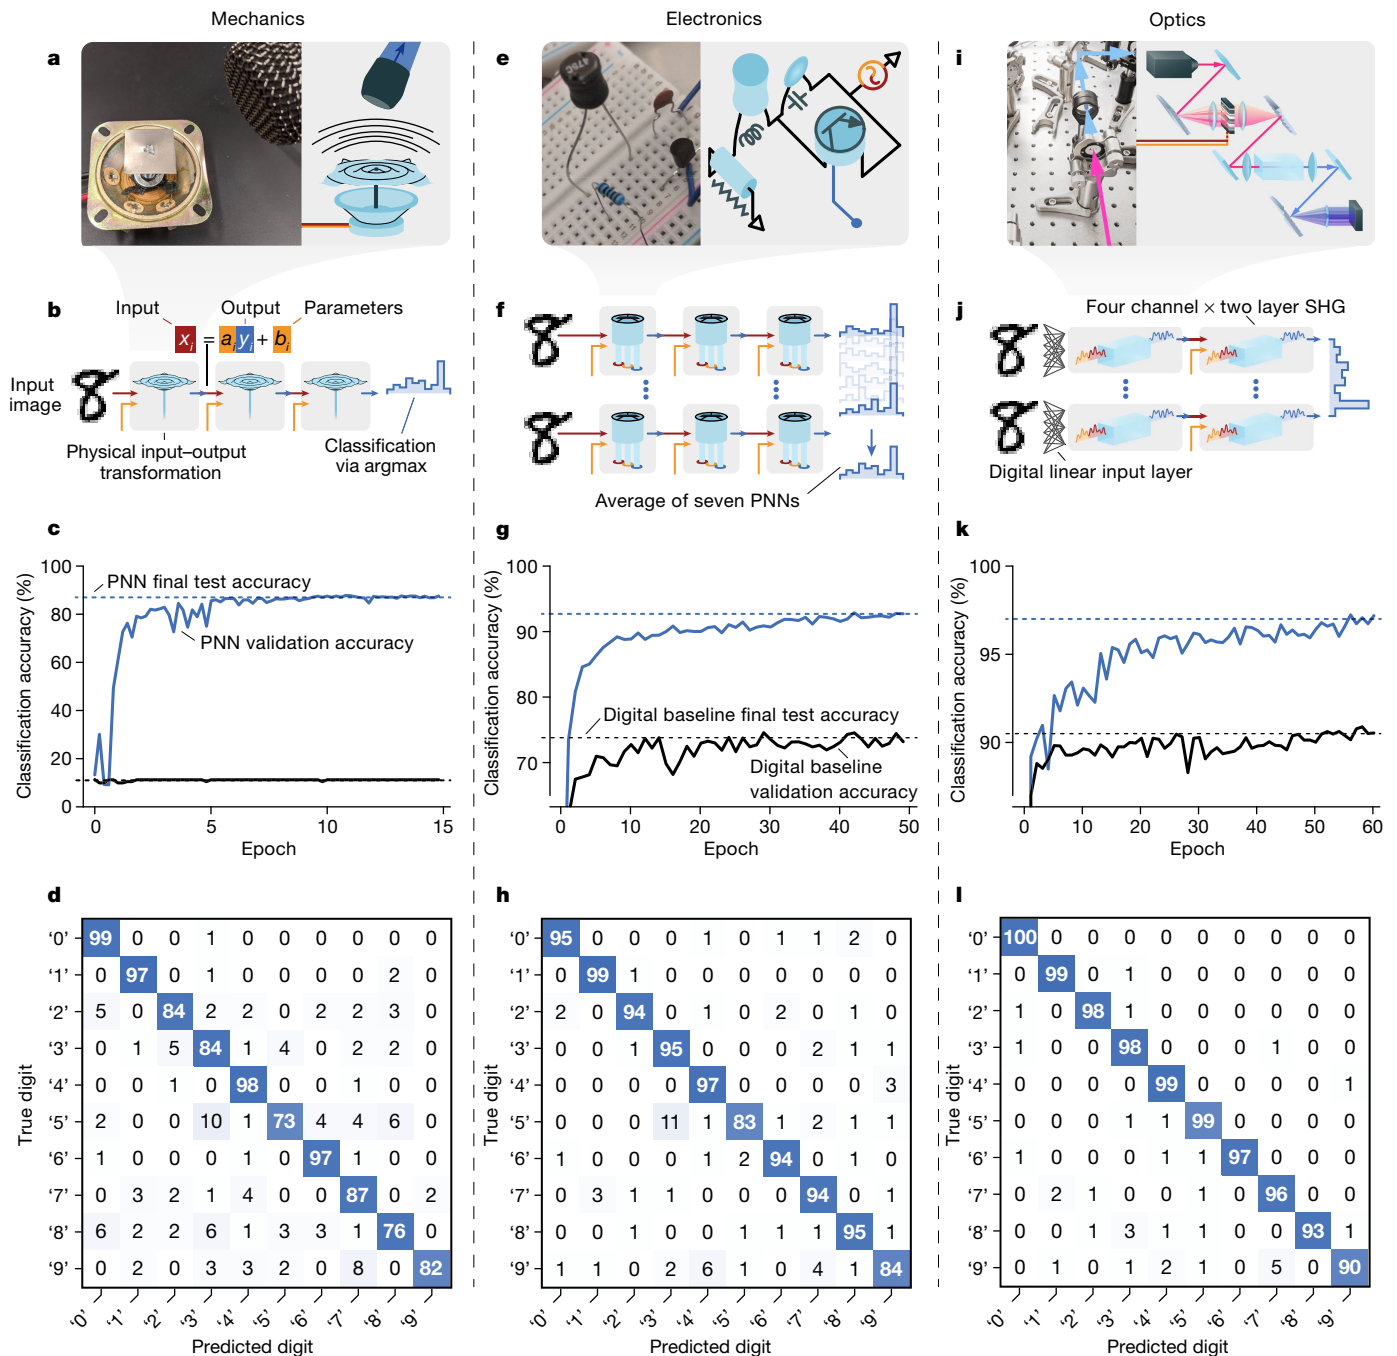 Mechanics
Electronics
Optics
a
e
i
b
Input
Output
Parameters
x_i = a_i y_i + b_i
Input
image
Physical input–output
transformation
Classification
via argmax
f
Average of seven PNNs
j
Four channel × two layer SHG
Digital linear input layer
c
Classification accuracy (%)
100
80
60
40
20
0
PNN final test accuracy
PNN validation accuracy
0 5 10 15
Epoch
g
Classification accuracy (%)
100
90
80
70
Digital baseline final test accuracy
Digital baseline
validation accuracy
0 10 20 30 40 50
Epoch
k
Classification accuracy (%)
100
95
90
0 10 20 30 40 50 60
Epoch
d
True digit
‘0’ 99 0 0 1 0 0 0 0 0 0
‘1’ 0 97 0 1 0 0 0 0 2 0
‘2’ 5 0 84 2 2 0 2 2 3 0
‘3’ 0 1 5 84 1 4 0 2 2 0
‘4’ 0 0 1 0 98 0 0 1 0 0
‘5’ 2 0 0 10 1 73 4 4 6 0
‘6’ 1 0 0 0 1 0 97 1 0 0
‘7’ 0 3 2 1 4 0 0 87 0 2
‘8’ 6 2 2 6 1 3 3 1 76 0
‘9’ 0 2 0 3 3 2 0 8 0 82
‘0’ ‘1’ ‘2’ ‘3’ ‘4’ ‘5’ ‘6’ ‘7’ ‘8’ ‘9’
Predicted digit
h
True digit
‘0’ 95 0 0 0 1 0 1 1 2 0
‘1’ 0 99 1 0 0 0 0 0 0 0
‘2’ 2 0 94 0 1 0 2 0 1 0
‘3’ 0 0 1 95 0 0 0 2 1 1
‘4’ 0 0 0 0 97 0 0 0 0 3
‘5’ 0 0 0 11 1 83 1 2 1 1
‘6’ 1 0 0 0 1 2 94 0 1 0
‘7’ 0 3 1 1 0 0 0 94 0 1
‘8’ 0 0 1 0 0 1 1 1 95 1
‘9’ 1 1 0 2 6 1 0 4 1 84
‘0’ ‘1’ ‘2’ ‘3’ ‘4’ ‘5’ ‘6’ ‘7’ ‘8’ ‘9’
Predicted digit
l
True digit
‘0’ 100 0 0 0 0 0 0 0 0 0
‘1’ 0 99 0 1 0 0 0 0 0 0
‘2’ 1 0 98 1 0 0 0 0 0 0
‘3’ 1 0 0 98 0 0 0 1 0 0
‘4’ 0 0 0 0 99 0 0 0 0 1
‘5’ 0 0 0 1 1 99 0 0 0 0
‘6’ 1 0 0 0 1 1 97 0 0 0
‘7’ 0 2 1 0 0 0 0 96 0 0
‘8’ 0 0 1 3 1 1 0 0 93 1
‘9’ 0 1 0 1 2 1 0 5 0 90
‘0’ ‘1’ ‘2’ ‘3’ ‘4’ ‘5’ ‘6’ ‘7’ ‘8’ ‘9’
Predicted digit